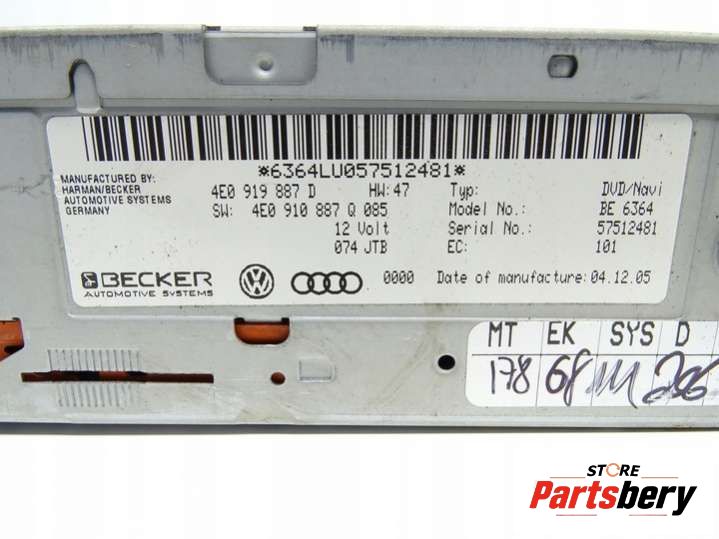 *6364LU057512481*
MANUFACTURED BY:
HARMAN/BECKER
AUTOMOTIVE SYSTEMS
GERMANY
4E0 919 887 D HW:47
SW: 4E0 910 887 Q 085
12 Volt
074 JTB
Typ: DVD/Navi
Model No.: BE 6364
Serial No.: 57512481
EC: 101
BECKER
AUTOMOTIVE SYSTEMS
0000 Date of manufacture: 04.12.05
MT EK SYS D
178 68
STORE
Partsbery